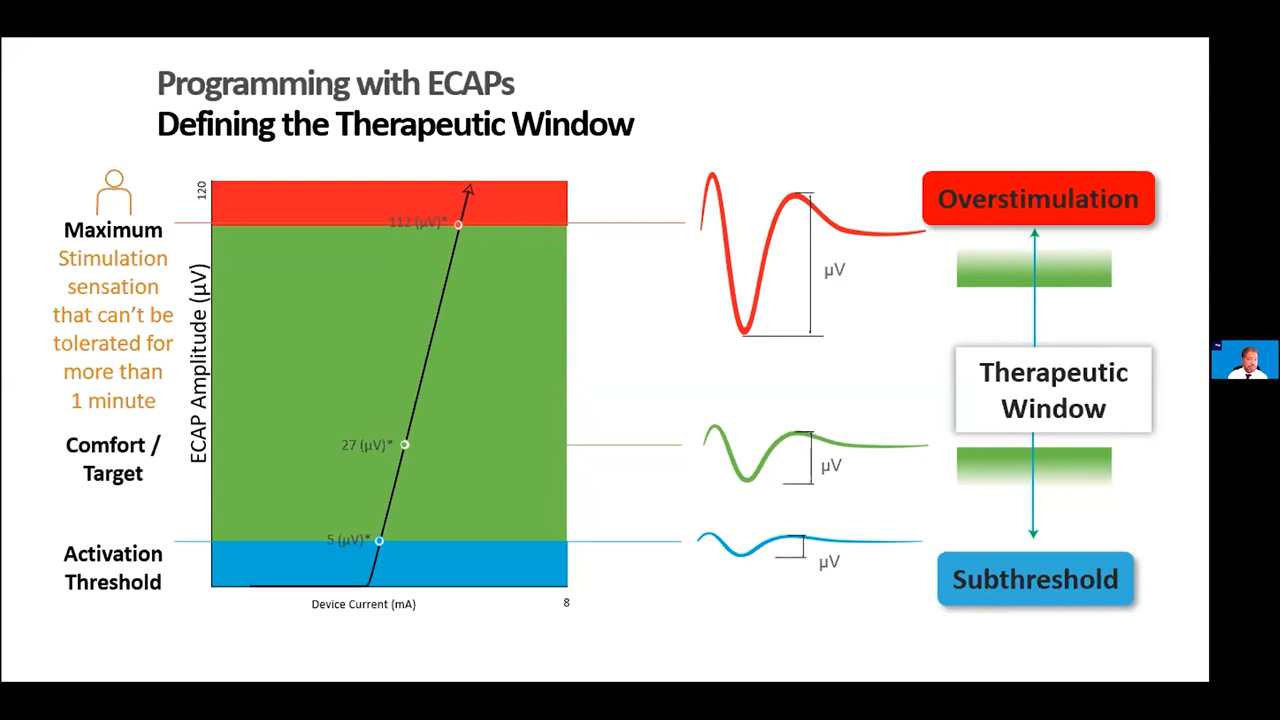 Programming with ECAPs
Defining the Therapeutic Window
Maximum
Stimulation
sensation
that can’t be
tolerated for
more than
1 minute
Comfort /
Target
Activation
Threshold
ECAP Amplitude (µV)
120
112 (µV)*
27 (µV)*
5 (µV)*
Device Current (mA)
8
µV
µV
µV
Overstimulation
Therapeutic
Window
Subthreshold